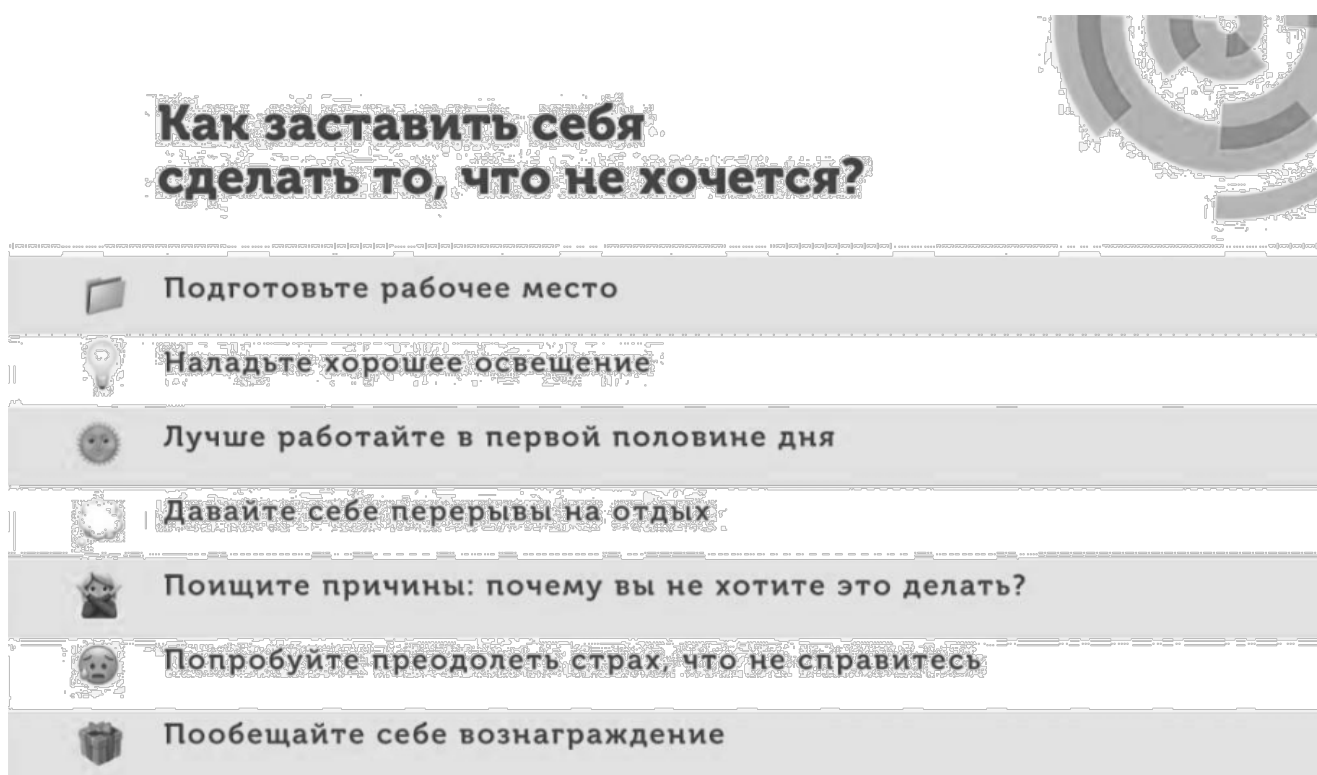 Как заставить себя
сделать то, что не хочется?
Подготовьте рабочее место
Наладьте хорошее освещение
Лучше работайте в первой половине дня
Давайте себе перерывы на отдых
Поищите причины: почему вы не хотите это делать?
Попробуйте преодолеть страх, что не справитесь
Пообещайте себе вознаграждение